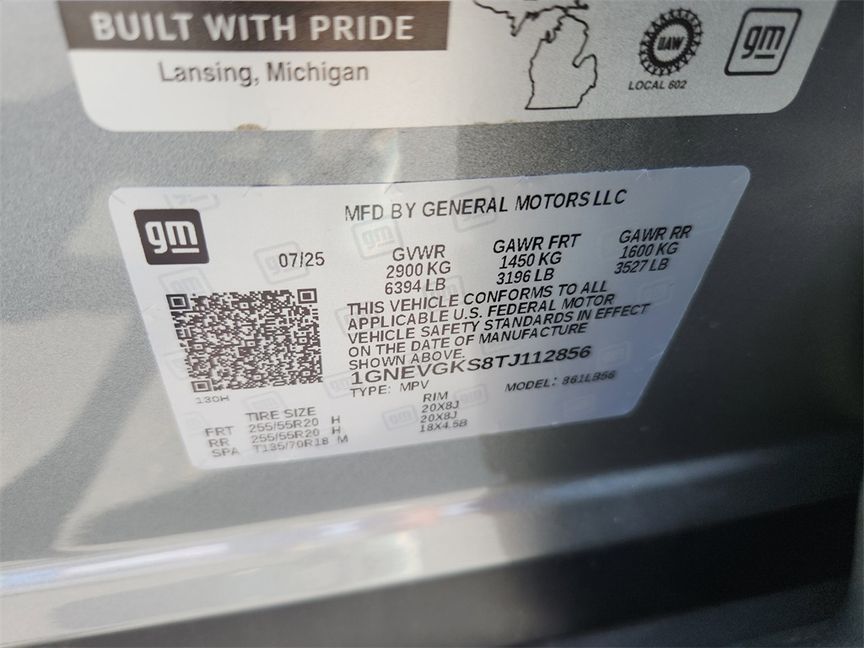 BUILT WITH PRIDE
Lansing, Michigan
UAW
LOCAL 602
gm
gm
MFD BY GENERAL MOTORS LLC
07/25
GVWR GAWR FRT GAWR RR
2900 KG 1450 KG 1600 KG
6394 LB 3196 LB 3527 LB
THIS VEHICLE CONFORMS TO ALL
APPLICABLE U.S. FEDERAL MOTOR
VEHICLE SAFETY STANDARDS IN EFFECT
ON THE DATE OF MANUFACTURE
SHOWN ABOVE.
1GNEVGKS8TJ112856
TYPE: MPV MODEL: 861LB56
130H
TIRE SIZE RIM
FRT 255/55R20 H 20X8J
RR 255/55R20 H 20X8J
SPA T135/70R18 M 18X4.5B